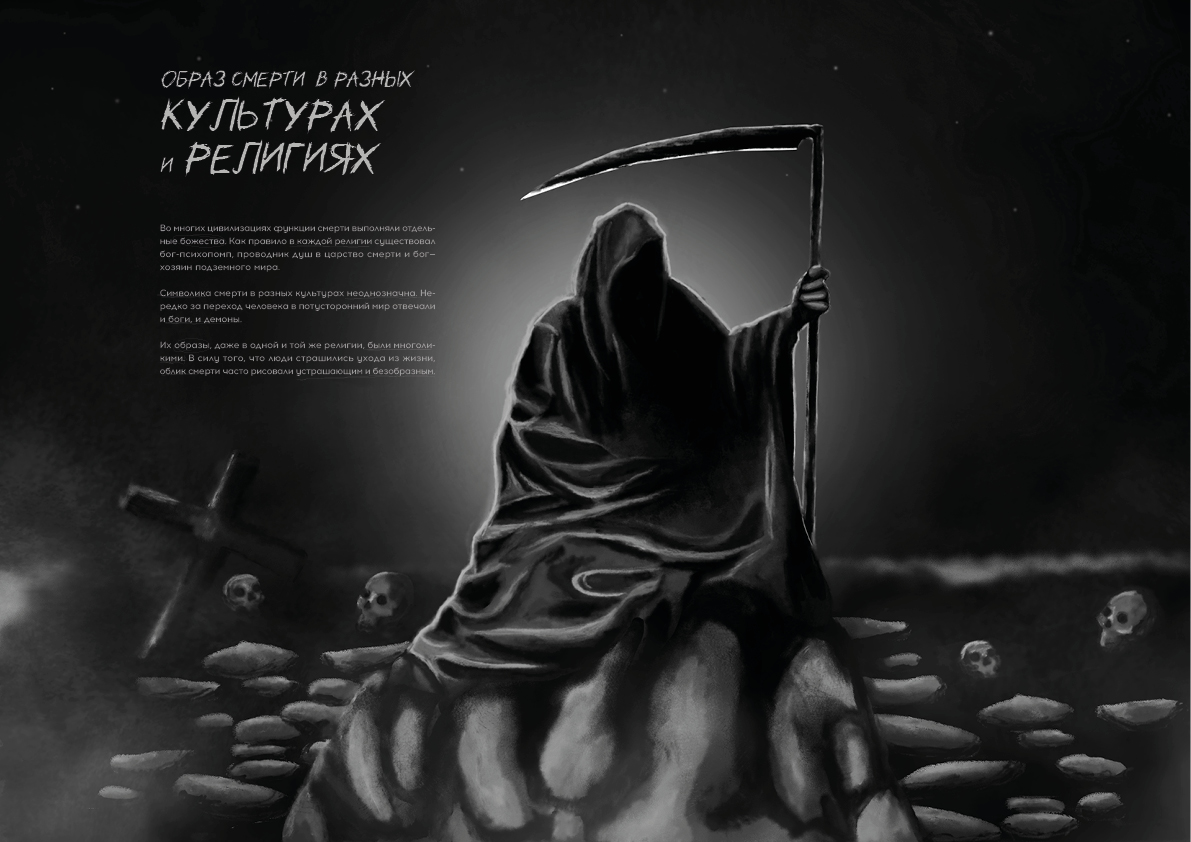 ОБРАЗ СМЕРТИ В РАЗНЫХ
КУЛЬТУРАХ
И РЕЛИГИЯХ
Во многих цивилизациях функции смерти выполняли отдель-
ные божества. Как правило в каждой религии существовал
бог-психопомп, проводник душ в царство смерти и бог–
хозяин подземного мира.
Символика смерти в разных культурах неоднозначна. Не-
редко за переход человека в потусторонний мир отвечали
и боги, и демоны.
Их образы, даже в одной и той же религии, были многоли-
кими. В силу того, что люди страшились ухода из жизни,
облик смерти часто рисовали устрашающим и безобразным.